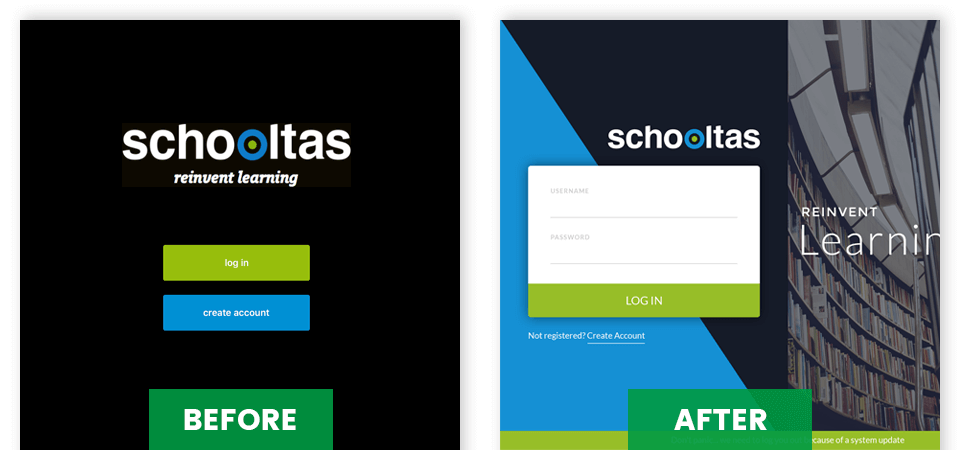 schooltas
reinvent learning
log in
create account
BEFORE
schooltas
USERNAME
PASSWORD
LOG IN
Not registered? Create Account
REINVENT
Learnin
AFTER
because of a system update